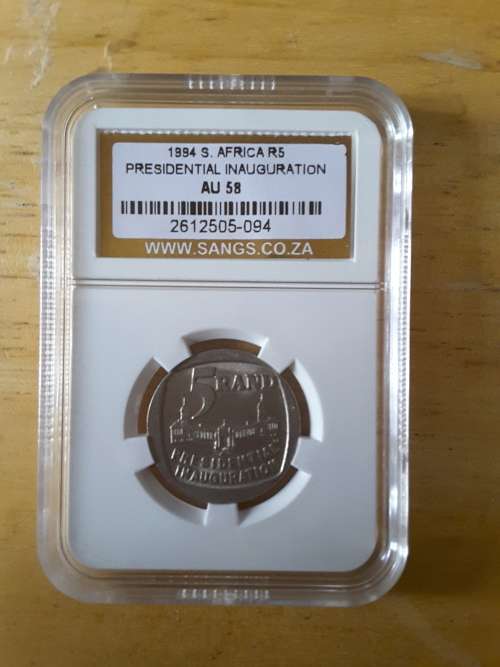 1994 S. AFRICA R5
PRESIDENTIAL INAUGURATION
AU 58
2612505-094
WWW.SANGS.CO.ZA
5 RAND
PRESIDENTIAL
INAUGURATION